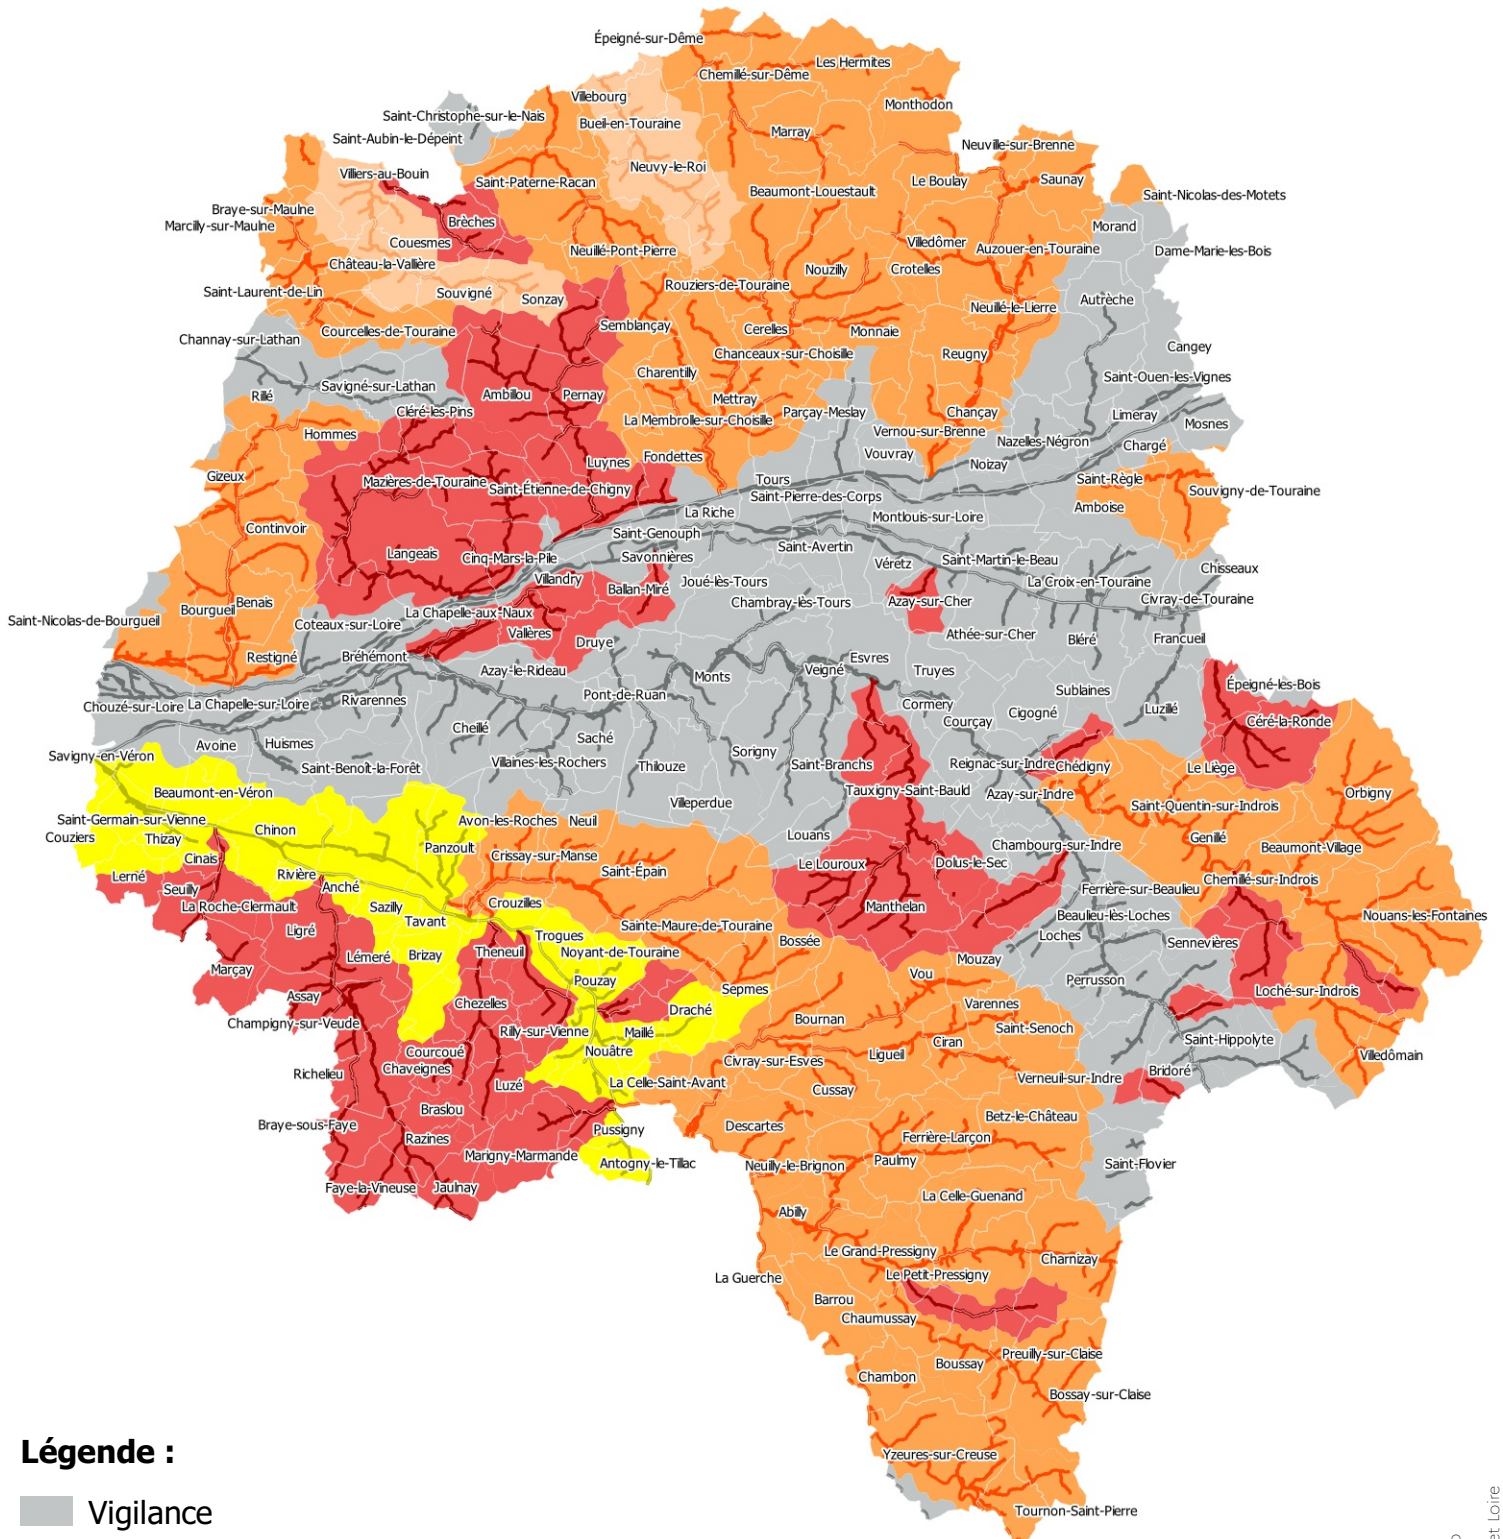 Épeigné-sur-Dême
Les Hermites
Chemillé-sur-Dême
Villebourg
Monthodon
Saint-Christophe-sur-le-Nais
Bueil-en-Touraine
Marray
Saint-Aubin-le-Dépeint
Neuville-sur-Brenne
Neuvy-le-Roi
Villiers-au-Bouin
Saint-Paterne-Racan
Le Boulay
Saunay
Beaumont-Louestault
Saint-Nicolas-des-Motets
Braye-sur-Maulne
Marcilly-sur-Maulne
Brèches
Morand
Couesmes
Villedômer
Auzouer-en-Touraine
Neuillé-Pont-Pierre
Dame-Marie-les-Bois
Château-la-Vallière
Nouzilly
Crotelles
Rouziers-de-Touraine
Saint-Laurent-de-Lin
Souvigné
Sonzay
Autrèche
Neuillé-le-Lierre
Semblançay
Cerelles
Monnaie
Courcelles-de-Touraine
Channay-sur-Lathan
Cangey
Chanceaux-sur-Choisille
Reugny
Charentilly
Saint-Ouen-les-Vignes
Savigné-sur-Lathan
Rillé
Ambillou
Pernay
Mettray
Cléré-les-Pins
Parçay-Meslay
Chançay
Limeray
La Membrolle-sur-Choisille
Mosnes
Hommes
Vernou-sur-Brenne
Nazelles-Négron
Chargé
Vouvray
Fondettes
Luynes
Noizay
Gizeux
Mazières-de-Touraine
Saint-Étienne-de-Chigny
Tours
Saint-Règle
Souvigny-de-Touraine
Saint-Pierre-des-Corps
Amboise
La Riche
Montlouis-sur-Loire
Continvoir
Saint-Genouph
Langeais
Cinq-Mars-la-Pile
Savonnières
Saint-Avertin
Véretz
Saint-Martin-le-Beau
Chisseaux
Villandry
Joué-lès-Tours
La Croix-en-Touraine
Ballan-Miré
Civray-de-Touraine
Bourgueil
Benais
Chambray-lès-Tours
Azay-sur-Cher
La Chapelle-aux-Naux
Saint-Nicolas-de-Bourgueil
Coteaux-sur-Loire
Vallères
Athée-sur-Cher
Bléré
Francueil
Druye
Restigné
Bréhémont
Azay-le-Rideau
Esvres
Truyes
Veigné
Monts
Épeigné-les-Bois
Sublaines
Pont-de-Ruan
Rivarennes
Chouzé-sur-Loire
La Chapelle-sur-Loire
Cormery
Luzillé
Cigogné
Courçay
Céré-la-Ronde
Cheillé
Saché
Avoine
Huismes
Sorigny
Savigny-en-Véron
Villaines-les-Rochers
Thilouze
Saint-Branchs
Reignac-sur-Indre
Chédigny
Le Liège
Saint-Benoît-la-Forêt
Beaumont-en-Véron
Tauxigny-Saint-Bauld
Azay-sur-Indre
Orbigny
Villeperdue
Saint-Quentin-sur-Indrois
Saint-Germain-sur-Vienne
Avon-les-Roches
Neuil
Chinon
Couziers
Thizay
Louans
Genillé
Panzoult
Crissay-sur-Manse
Chambourg-sur-Indre
Beaumont-Village
Cinais
Le Louroux
Dolus-le-Sec
Lerné
Rivière
Saint-Épain
Chemillé-sur-Indrois
Seuilly
Anché
Ferrière-sur-Beaulieu
La Roche-Clermault
Sazilly
Crouzilles
Manthelan
Beaulieu-lès-Loches
Nouans-les-Fontaines
Tavant
Sainte-Maure-de-Touraine
Ligré
Trogues
Bossée
Loches
Sennevières
Theneuil
Noyant-de-Touraine
Lémeré
Brizay
Mouzay
Marçay
Pouzay
Vou
Perrusson
Sepmes
Loché-sur-Indrois
Assay
Chezelles
Draché
Varennes
Champigny-sur-Veude
Rilly-sur-Vienne
Maillé
Bournan
Saint-Senoch
Saint-Hippolyte
Courcoué
Nouâtre
Ciran
Ligueil
Villedômain
Chaveignes
Civray-sur-Esves
Richelieu
Luzé
La Celle-Saint-Avant
Verneuil-sur-Indre
Bridoré
Cussay
Braslou
Betz-le-Château
Braye-sous-Faye
Pussigny
Descartes
Razines
Ferrière-Larçon
Marigny-Marmande
Antogny-le-Tillac
Neuilly-le-Brignon
Paulmy
Saint-Flovier
Faye-la-Vineuse
Jaulnay
La Celle-Guenand
Abilly
Le Grand-Pressigny
Charnizay
La Guerche
Le Petit-Pressigny
Barrou
Chaumussay
Boussay
Preuilly-sur-Claise
Chambon
Bossay-sur-Claise
Yzeures-sur-Creuse
Tournon-Saint-Pierre
Légende :
Vigilance
et Loire